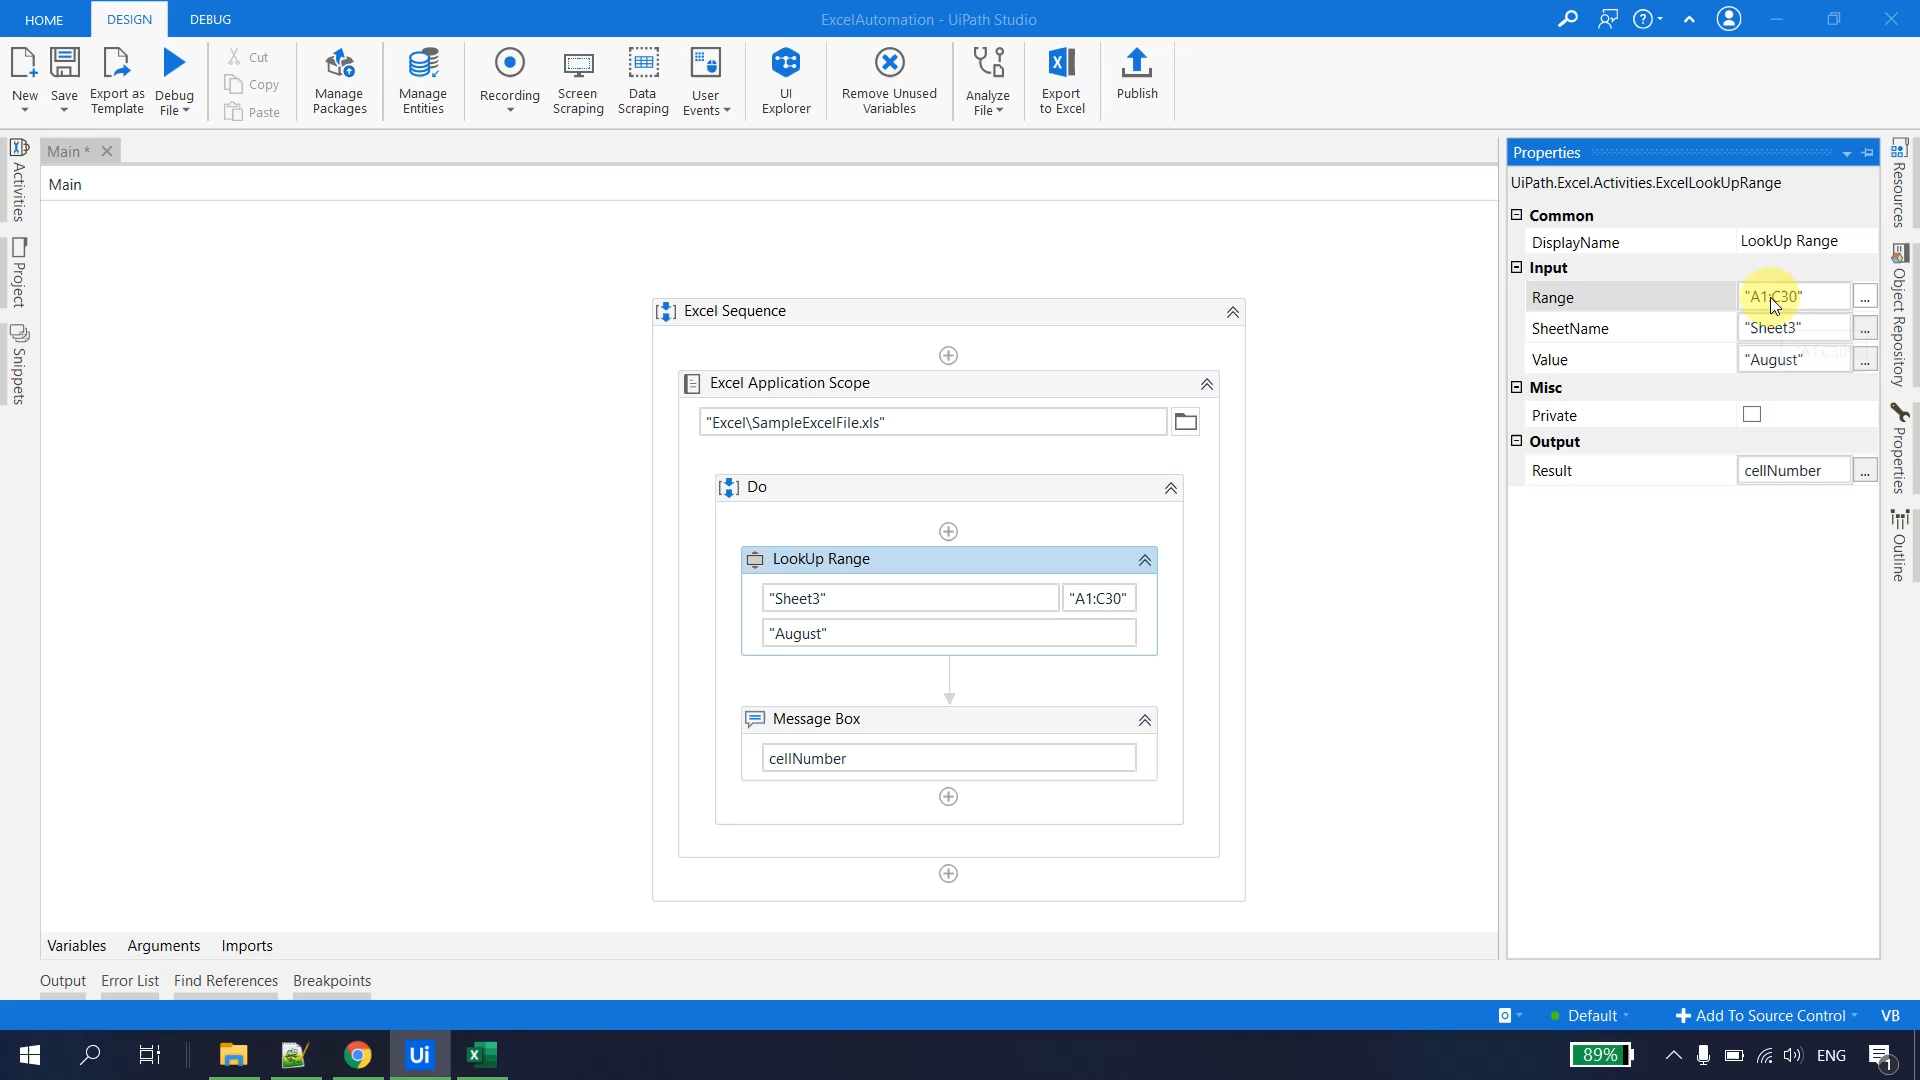 HOME
DESIGN
DEBUG
ExcelAutomation - UiPath Studio
New
Save
Export as
Template
Debug
File
Cut
Copy
Paste
Manage
Packages
Manage
Entities
Recording
Screen
Scraping
Data
Scraping
User
Events
UI
Explorer
Remove Unused
Variables
Analyze
File
Export
to Excel
Publish
Activities
Project
Snippets
Main *
Main
Excel Sequence
Excel Application Scope
"Excel\SampleExcelFile.xls"
Do
LookUp Range
"Sheet3"
"A1:C30"
"August"
Message Box
cellNumber
Properties
UiPath.Excel.Activities.ExcelLookUpRange
Common
DisplayName
LookUp Range
Input
Range
"A1:C30"
...
SheetName
"Sheet3"
...
Value
"August"
...
Misc
Private
Output
Result
cellNumber
...
Resources
Object Repository
Properties
Outline
Variables
Arguments
Imports
Output
Error List
Find References
Breakpoints
Default
Add To Source Control
VB
Ui
89%
ENG
1